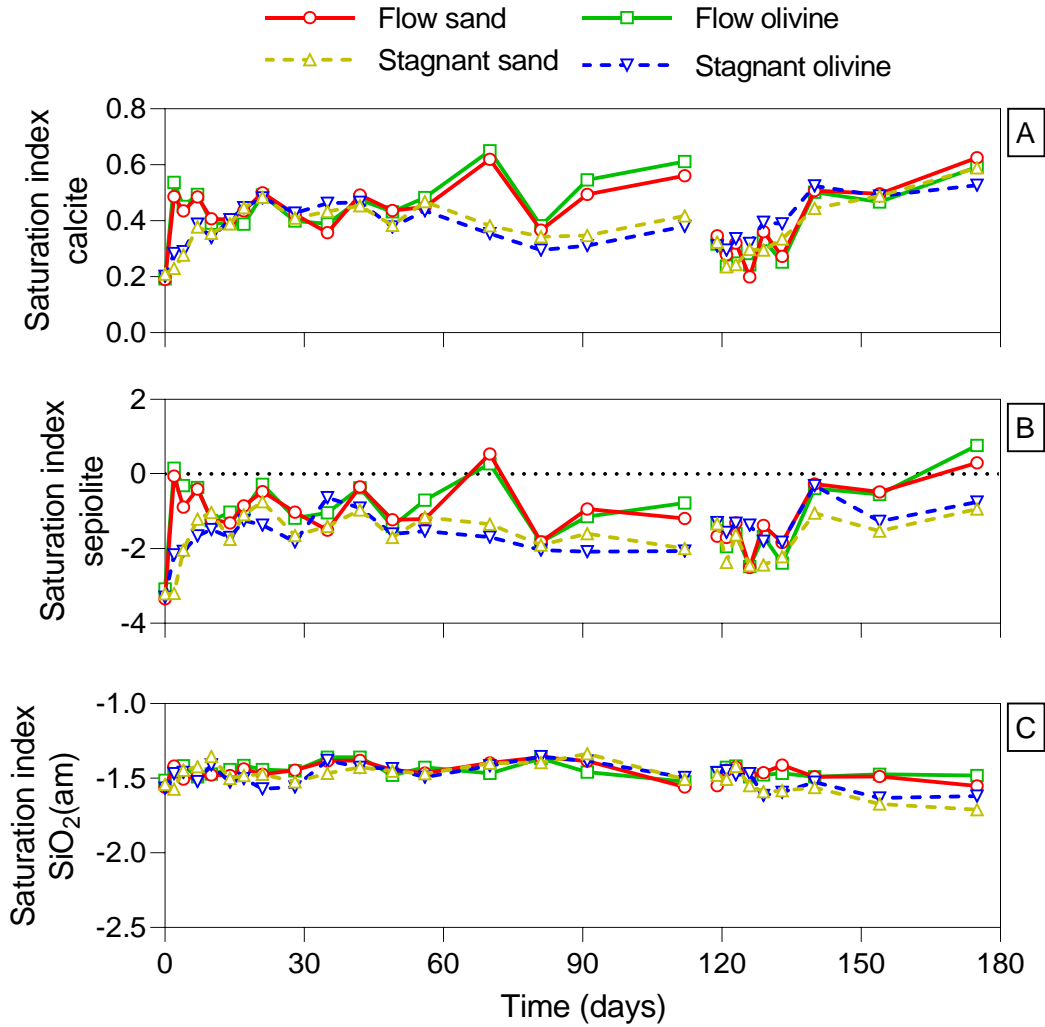 Flow sand
Flow olivine
Stagnant sand
Stagnant olivine
A
Saturation index
calcite
0.8
0.6
0.4
0.2
0.0
B
Saturation index
sepiolite
2
0
-2
-4
C
Saturation index
SiO2(am)
-1.0
-1.5
-2.0
-2.5
0 30 60 90 120 150 180
Time (days)